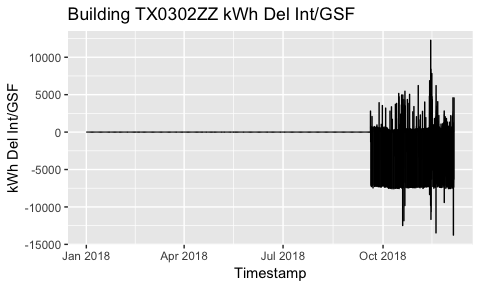 Building TX0302ZZ kWh Del Int/GSF
10000
5000
0
-5000
-10000
-15000
kWh Del Int/GSF
Jan 2018 Apr 2018 Jul 2018 Oct 2018
Timestamp